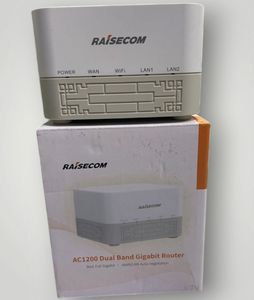 RAISECOM
POWER WAN WiFi LAN1 LAN2
RAISECOM
AC1200 Dual Band Gigabit Router